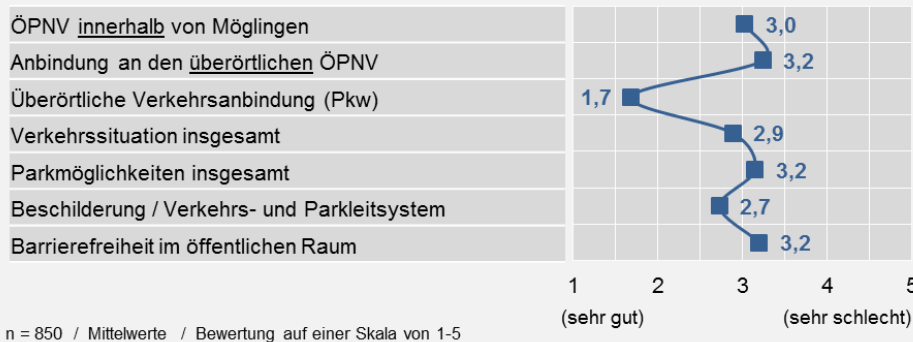 ÖPNV innerhalb von Möglingen 3,0
Anbindung an den überörtlichen ÖPNV 3,2
Überörtliche Verkehrsanbindung (Pkw) 1,7
Verkehrssituation insgesamt 2,9
Parkmöglichkeiten insgesamt 3,2
Beschilderung / Verkehrs- und Parkleitsystem 2,7
Barrierefreiheit im öffentlichen Raum 3,2
1 2 3 4 5
(sehr gut) (sehr schlecht)
n = 850 / Mittelwerte / Bewertung auf einer Skala von 1-5